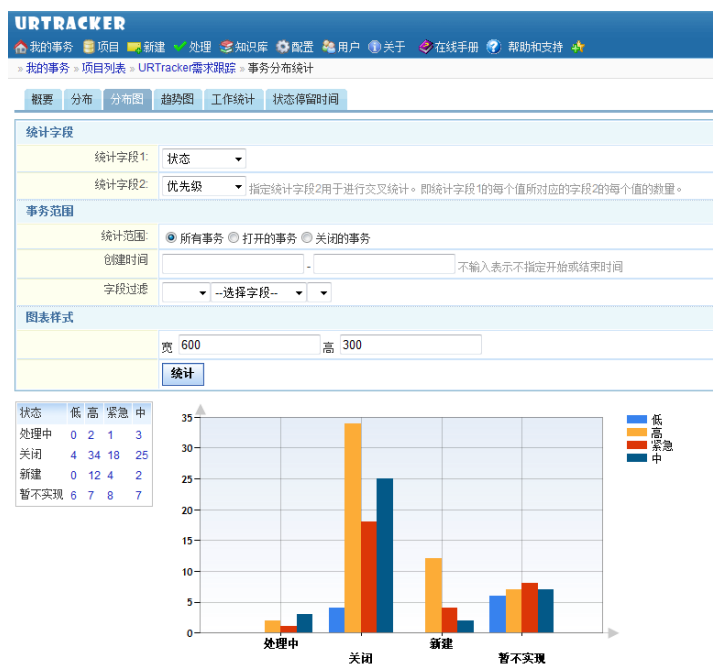 URTRACKER
我的事务 项目 新建 处理 知识库 配置 用户 关于 在线手册 帮助和支持
» 我的事务 » 项目列表 » URTracker需求跟踪 » 事务分布统计
概要 分布 分布图 趋势图 工作统计 状态停留时间
统计字段
统计字段1: 状态
统计字段2: 优先级 指定统计字段2用于进行交叉统计。即统计字段1的每个值所对应的字段2的每个值的数量。
事务范围
统计范围: 所有事务 打开的事务 关闭的事务
创建时间 - 不输入表示不指定开始或结束时间
字段过滤 --选择字段--
图表样式
宽 600 高 300
统计
状态 低 高 紧急 中
处理中 0 2 1 3
关闭 4 34 18 25
新建 0 12 4 2
暂不实现 6 7 8 7
35
30
25
20
15
10
5
0
处理中
关闭
新建
暂不实现
低
高
紧急
中